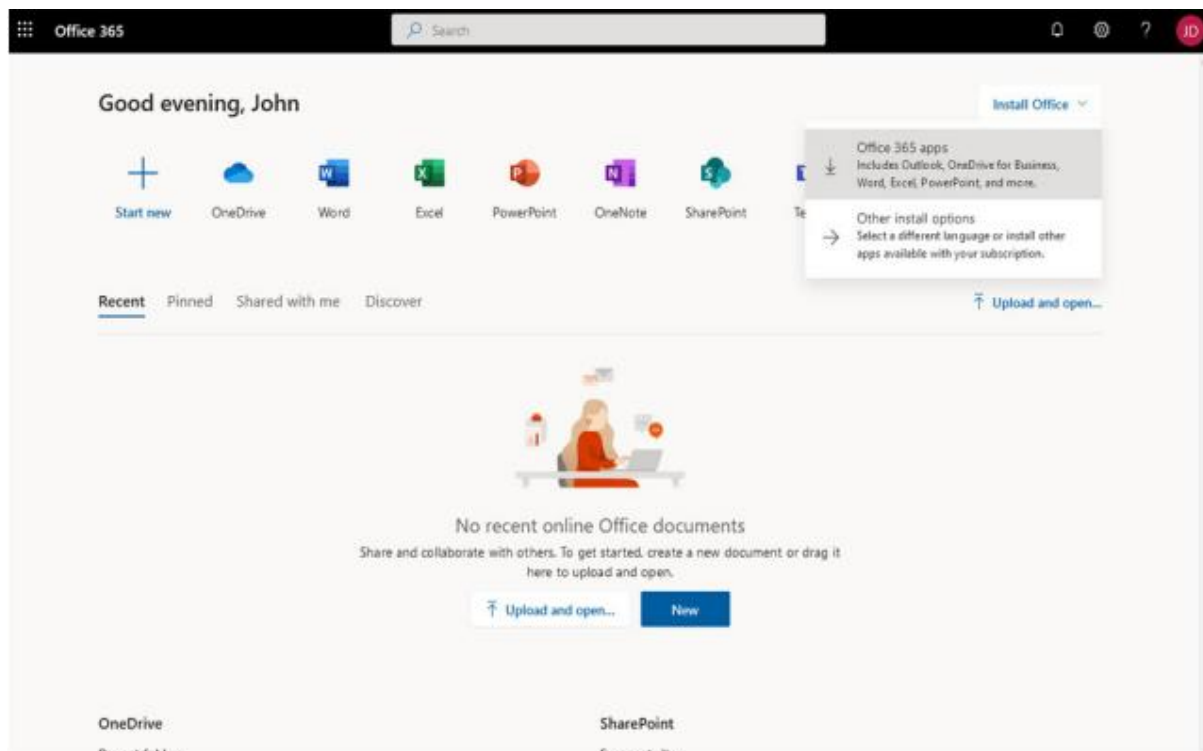 Office 365
Search
?
JD
Good evening, John
Install Office
Office 365 apps
Includes Outlook, OneDrive for Business,
Word, Excel, PowerPoint, and more.
Other install options
Select a different language or install other
apps available with your subscription.
Start new
OneDrive
Word
Excel
PowerPoint
OneNote
SharePoint
Te
Recent
Pinned
Shared with me
Discover
Upload and open...
No recent online Office documents
Share and collaborate with others. To get started, create a new document or drag it
here to upload and open.
Upload and open...
New
OneDrive
SharePoint